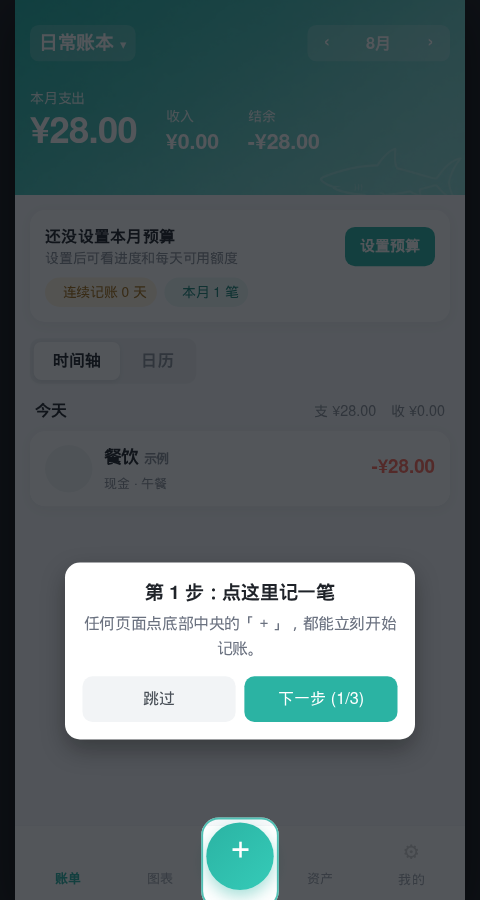 日常账本 ▾
‹ 8月 ›
本月支出
¥28.00
收入
¥0.00
结余
-¥28.00
还没设置本月预算
设置后可看进度和每天可用额度
设置预算
连续记账 0 天
本月 1 笔
时间轴
日历
今天
支 ¥28.00 收 ¥0.00
餐饮 示例
现金 · 午餐
-¥28.00
第 1 步：点这里记一笔
任何页面点底部中央的「 + 」，都能立刻开始
记账。
跳过
下一步 (1/3)
+
账单
图表
资产
我的